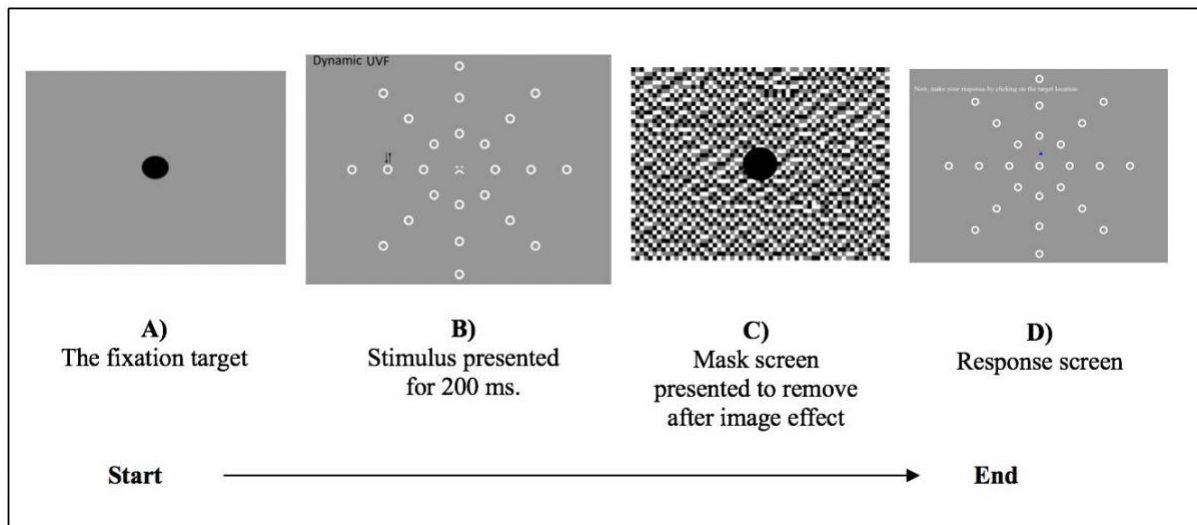 Dynamic UVF
Now, make your response by clicking on the target location
A)
The fixation target
B)
Stimulus presented
for 200 ms.
C)
Mask screen
presented to remove
after image effect
D)
Response screen
Start
End